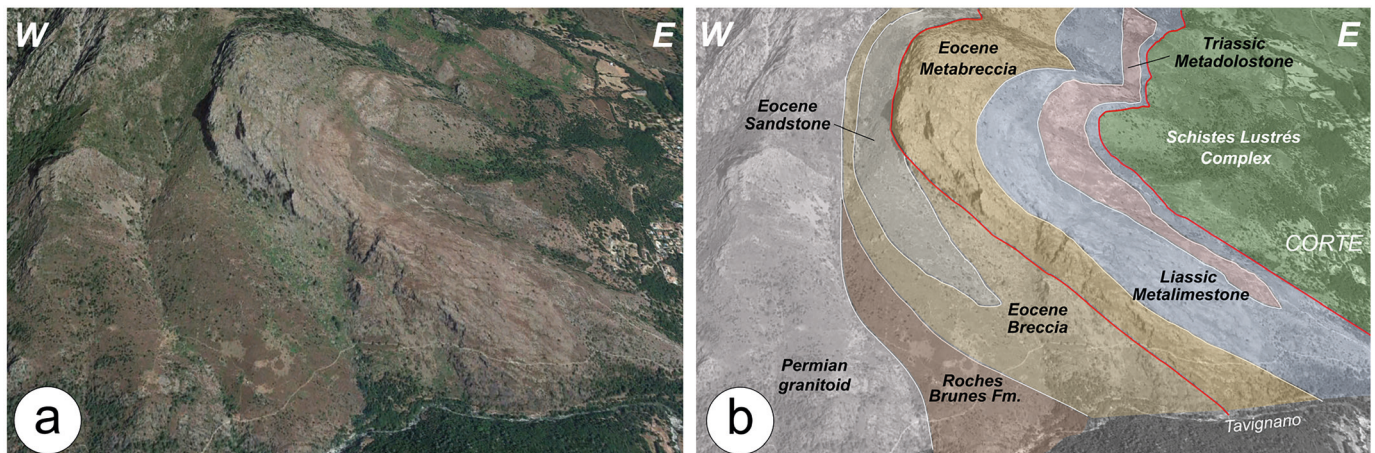 W
E
a
W
E
Eocene
Metabreccia
Triassic
Metadolostone
Eocene
Sandstone
Schistes Lustrés
Complex
CORTE
Liassic
Metalimestone
Eocene
Breccia
Permian
granitoid
Roches
Brunes Fm.
Tavignano
b